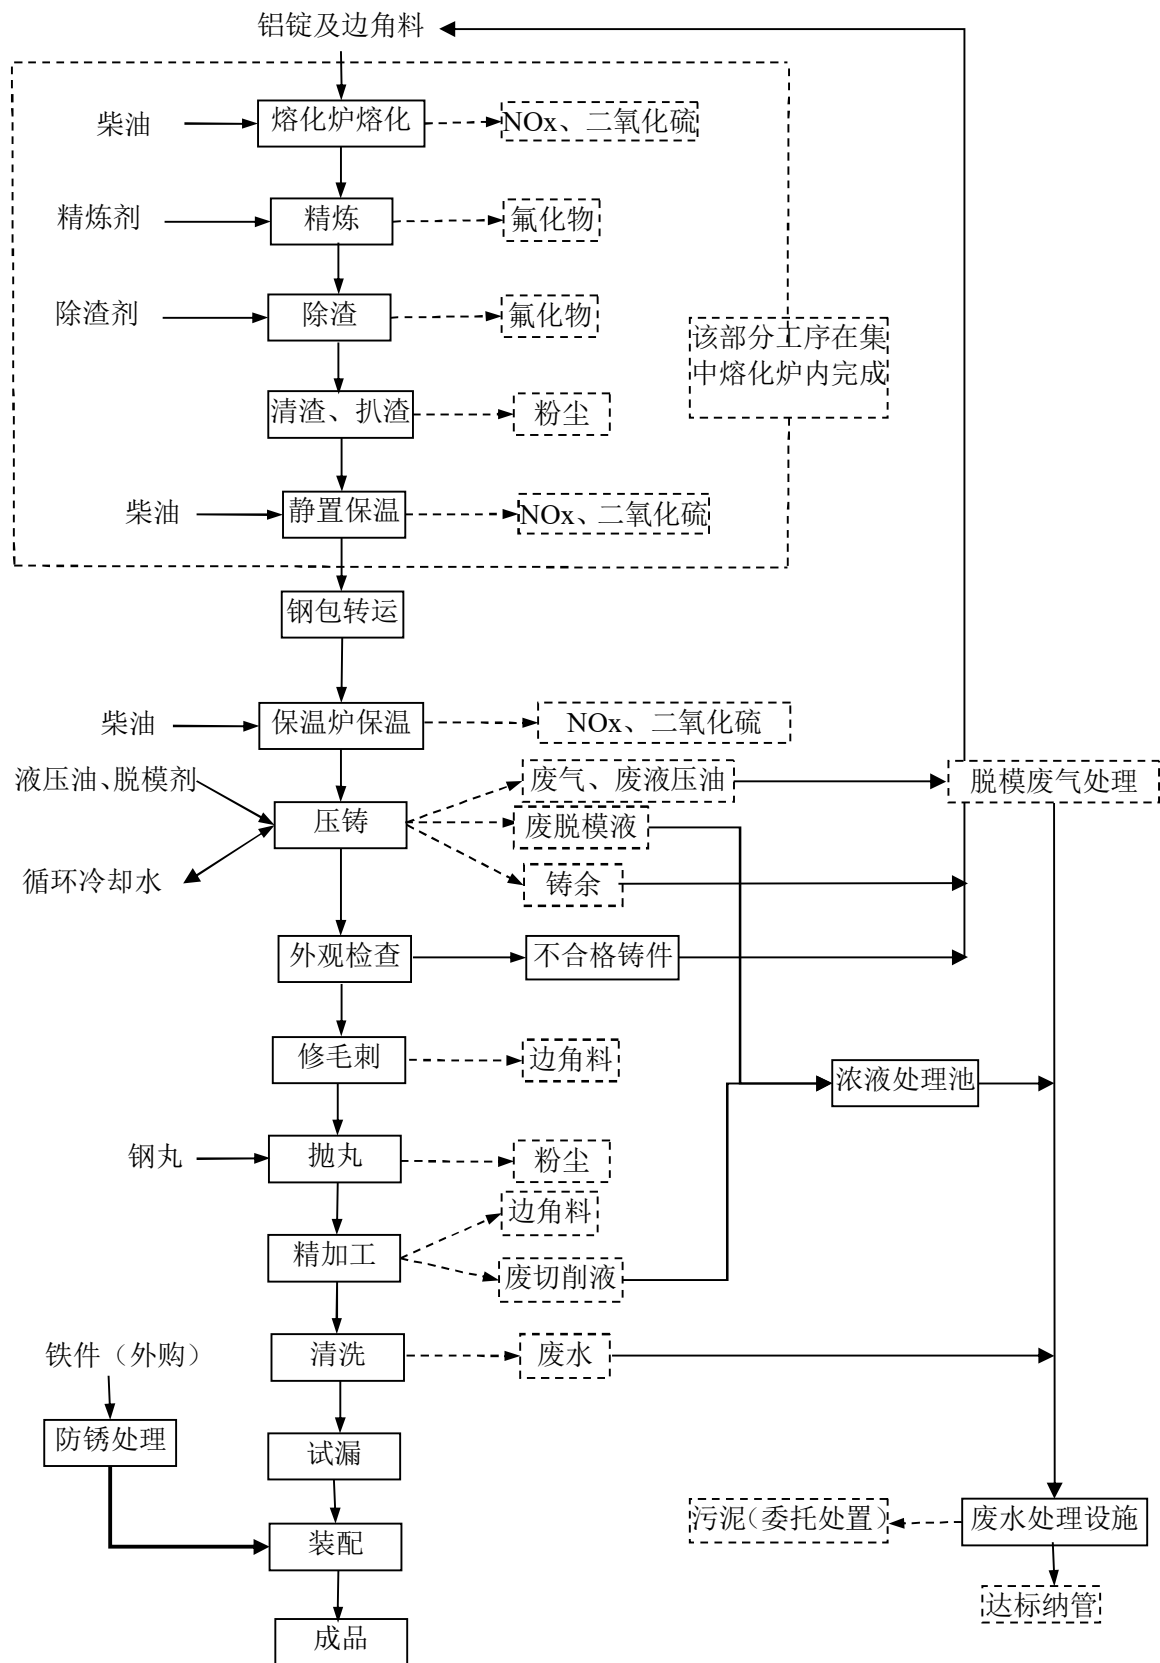 铝锭及边角料
柴油
熔化炉熔化
NOx、二氧化硫
精炼剂
精炼
氟化物
除渣剂
除渣
氟化物
该部分工序在集
中熔化炉内完成
清渣、扒渣
粉尘
柴油
静置保温
NOx、二氧化硫
钢包转运
柴油
保温炉保温
NOx、二氧化硫
液压油、脱模剂
废气、废液压油
脱模废气处理
压铸
废脱模液
循环冷却水
铸余
外观检查
不合格铸件
修毛刺
边角料
浓液处理池
钢丸
抛丸
粉尘
边角料
精加工
废切削液
铁件（外购）
清洗
废水
防锈处理
试漏
污泥（委托处置）
废水处理设施
装配
达标纳管
成品